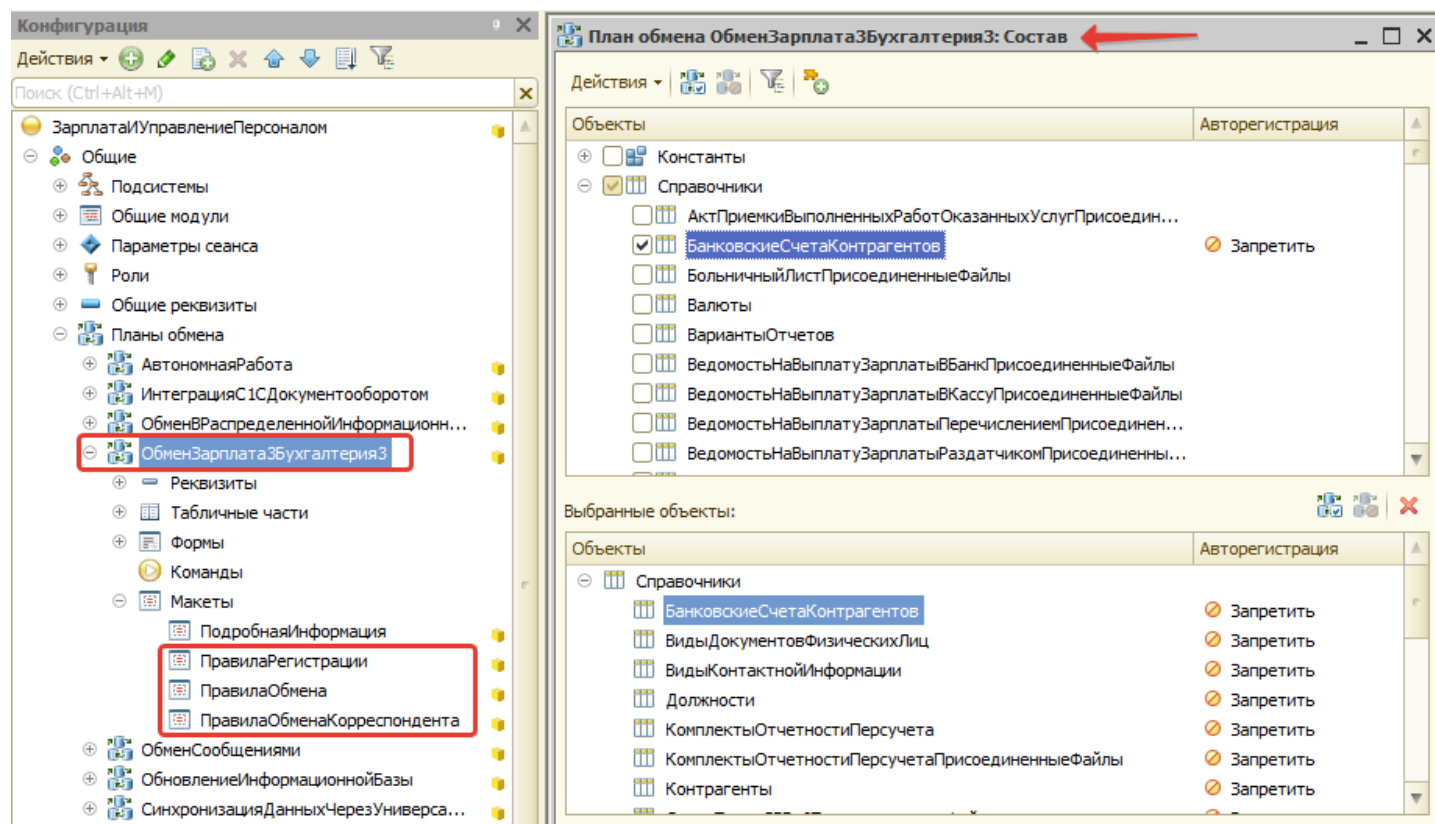 Конфигурация
Действия
Поиск (Ctrl+Alt+M)
ЗарплатаИУправлениеПерсоналом
Общие
Подсистемы
Общие модули
Параметры сеанса
Роли
Общие реквизиты
Планы обмена
АвтономнаяРабота
ИнтеграцияС1СДокументооборотом
ОбменВРаспределеннойИнформационн...
ОбменЗарплата3Бухгалтерия3
Реквизиты
Табличные части
Формы
Команды
Макеты
ПодробнаяИнформация
ПравилаРегистрации
ПравилаОбмена
ПравилаОбменаКорреспондента
ОбменСообщениями
ОбновлениеИнформационнойБазы
СинхронизацияДанныхЧерезУниверса...
План обмена ОбменЗарплата3Бухгалтерия3: Состав
Действия
Объекты Авторегистрация
Константы
Справочники
АктПриемкиВыполненныхРаботОказанныхУслугПрисоедин...
БанковскиеСчетаКонтрагентов Запретить
БольничныйЛистПрисоединенныеФайлы
Валюты
ВариантыОтчетов
ВедомостьНаВыплатуЗарплатыВБанкПрисоединенныеФайлы
ВедомостьНаВыплатуЗарплатыВКассуПрисоединенныеФайлы
ВедомостьНаВыплатуЗарплатыПеречислениемПрисоединен...
ВедомостьНаВыплатуЗарплатыРаздатчикомПрисоединенны...
Выбранные объекты:
Объекты Авторегистрация
Справочники
БанковскиеСчетаКонтрагентов Запретить
ВидыДокументовФизическихЛиц Запретить
ВидыКонтактнойИнформации Запретить
Должности Запретить
КомплектыОтчетностиПерсучета Запретить
КомплектыОтчетностиПерсучетаПрисоединенныеФайлы Запретить
Контрагенты Запретить